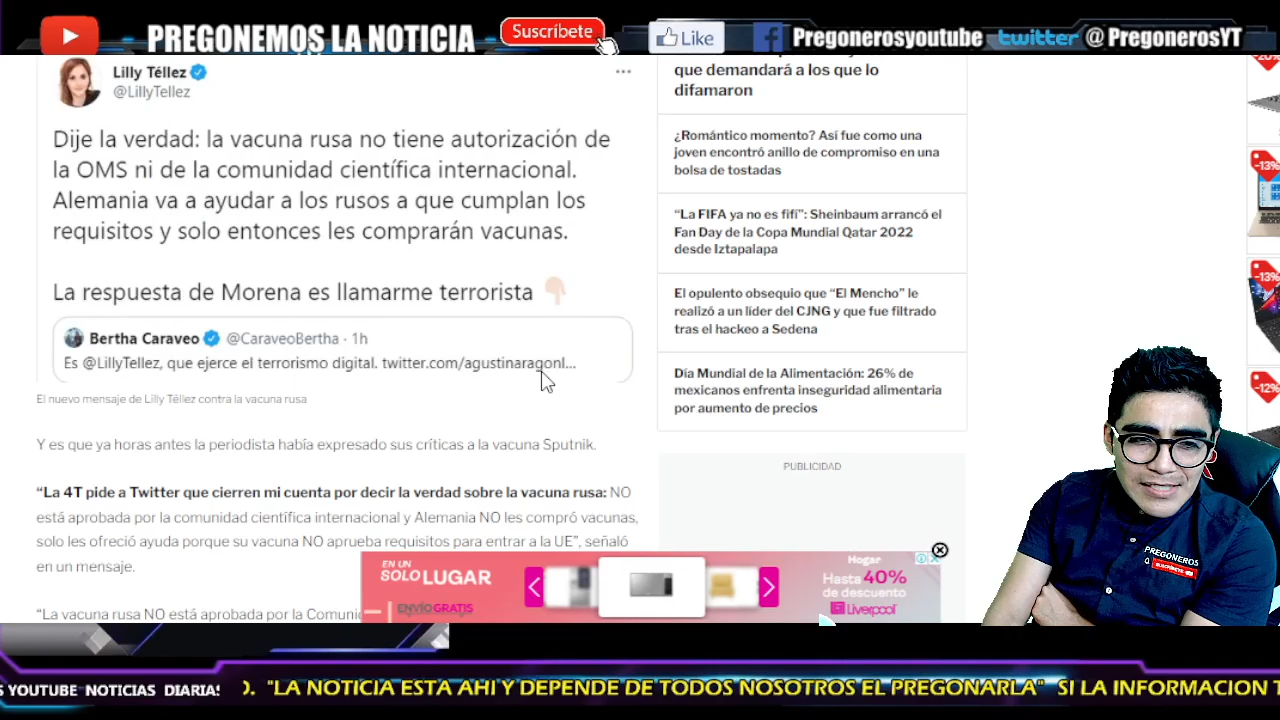 PREGONEMOS LA NOTICIA
Suscríbete
Like
Pregonerosyoutube
twitter
@PregonerosYT
Lilly Téllez
@LillyTellez
Dije la verdad: la vacuna rusa no tiene autorización de
la OMS ni de la comunidad científica internacional.
Alemania va a ayudar a los rusos a que cumplan los
requisitos y solo entonces les comprarán vacunas.
La respuesta de Morena es llamarme terrorista
Bertha Caraveo @CaraveoBertha · 1h
Es @LillyTellez, que ejerce el terrorismo digital. twitter.com/agustinaragonl...
El nuevo mensaje de Lilly Téllez contra la vacuna rusa
Y es que ya horas antes la periodista había expresado sus críticas a la vacuna Sputnik.
“La 4T pide a Twitter que cierren mi cuenta por decir la verdad sobre la vacuna rusa: NO
está aprobada por la comunidad científica internacional y Alemania NO les compró vacunas,
solo les ofreció ayuda porque su vacuna NO aprueba requisitos para entrar a la UE”, señaló
en un mensaje.
“La vacuna rusa NO está aprobada por la
que demandará a los que lo
difamaron
¿Romántico momento? Así fue como una
joven encontró anillo de compromiso en una
bolsa de tostadas
“La FIFA ya no es fifí”: Sheinbaum arrancó el
Fan Day de la Copa Mundial Qatar 2022
desde Iztapalapa
El opulento obsequio que “El Mencho” le
realizó a un líder del CJNG y que fue filtrado
tras el hackeo a Sedena
Día Mundial de la Alimentación: 26% de
mexicanos enfrenta inseguridad alimentaria
por aumento de precios
PUBLICIDAD
-20%
-13%
-13%
-12%
EN UN
SOLO LUGAR
ENVÍO GRATIS
Hogar
Hasta 40%
de descuento
Liverpool
PREGONEROS
SUSCRIBETE
S YOUTUBE NOTICIAS DIARIAS
O. "LA NOTICIA ESTA AHI Y DEPENDE DE TODOS NOSOTROS EL PREGONARLA" SI LA INFORMACION T